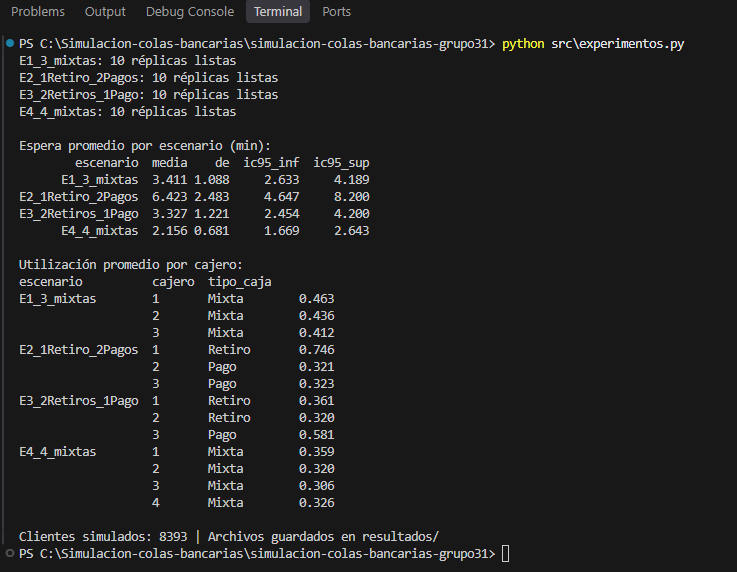 Problems Output Debug Console Terminal Ports
PS C:\Simulacion-colas-bancarias\simulacion-colas-bancarias-grupo31> python src\experimentos.py
E1_3_mixtas: 10 réplicas listas
E2_1Retiro_2Pagos: 10 réplicas listas
E3_2Retiros_1Pago: 10 réplicas listas
E4_4_mixtas: 10 réplicas listas
Espera promedio por escenario (min):
escenario media de ic95_inf ic95_sup
E1_3_mixtas 3.411 1.088 2.633 4.189
E2_1Retiro_2Pagos 6.423 2.483 4.647 8.200
E3_2Retiros_1Pago 3.327 1.221 2.454 4.200
E4_4_mixtas 2.156 0.681 1.669 2.643
Utilización promedio por cajero:
escenario cajero tipo_caja
E1_3_mixtas 1 Mixta 0.463
2 Mixta 0.436
3 Mixta 0.412
E2_1Retiro_2Pagos 1 Retiro 0.746
2 Pago 0.321
3 Pago 0.323
E3_2Retiros_1Pago 1 Retiro 0.361
2 Retiro 0.320
3 Pago 0.581
E4_4_mixtas 1 Mixta 0.359
2 Mixta 0.320
3 Mixta 0.306
4 Mixta 0.326
Clientes simulados: 8393 | Archivos guardados en resultados/
PS C:\Simulacion-colas-bancarias\simulacion-colas-bancarias-grupo31>